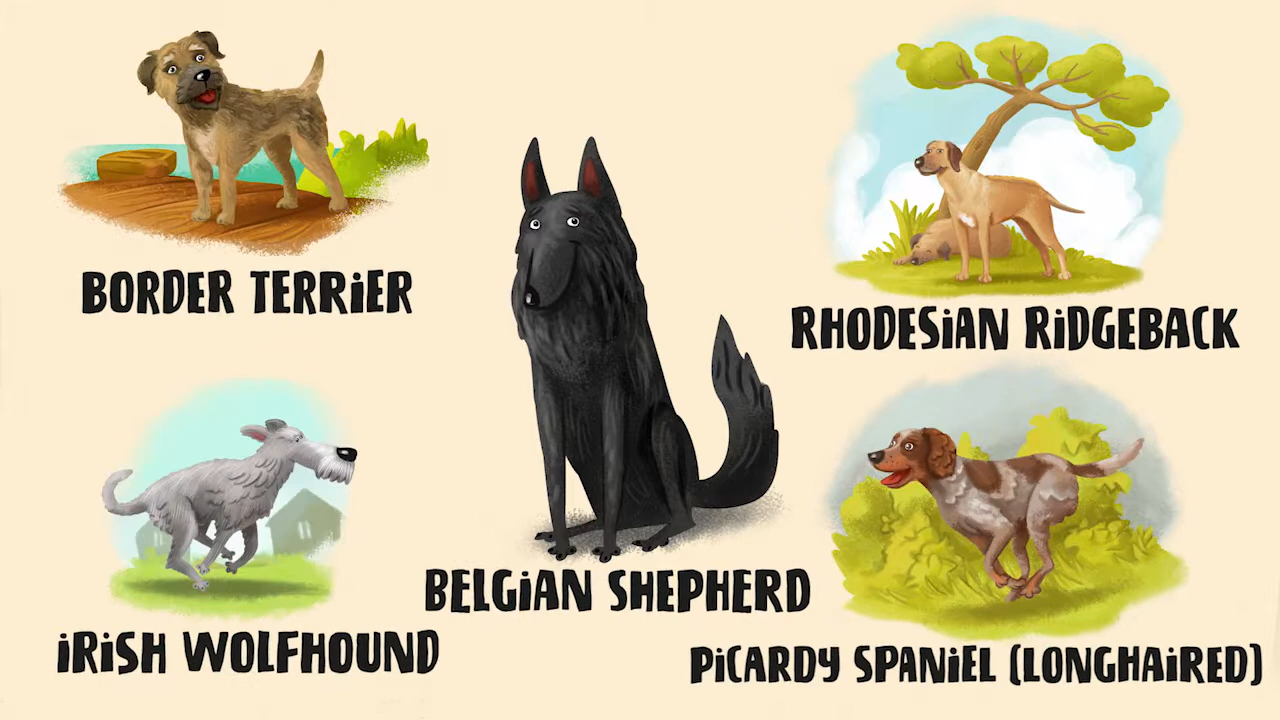 BORDER TERRiER
RHODESiAN RiDGEBACK
BELGiAN SHEPHERD
iRiSH WOLFHOUND
PiCARDY SPANiEL (LONGHAiRED)